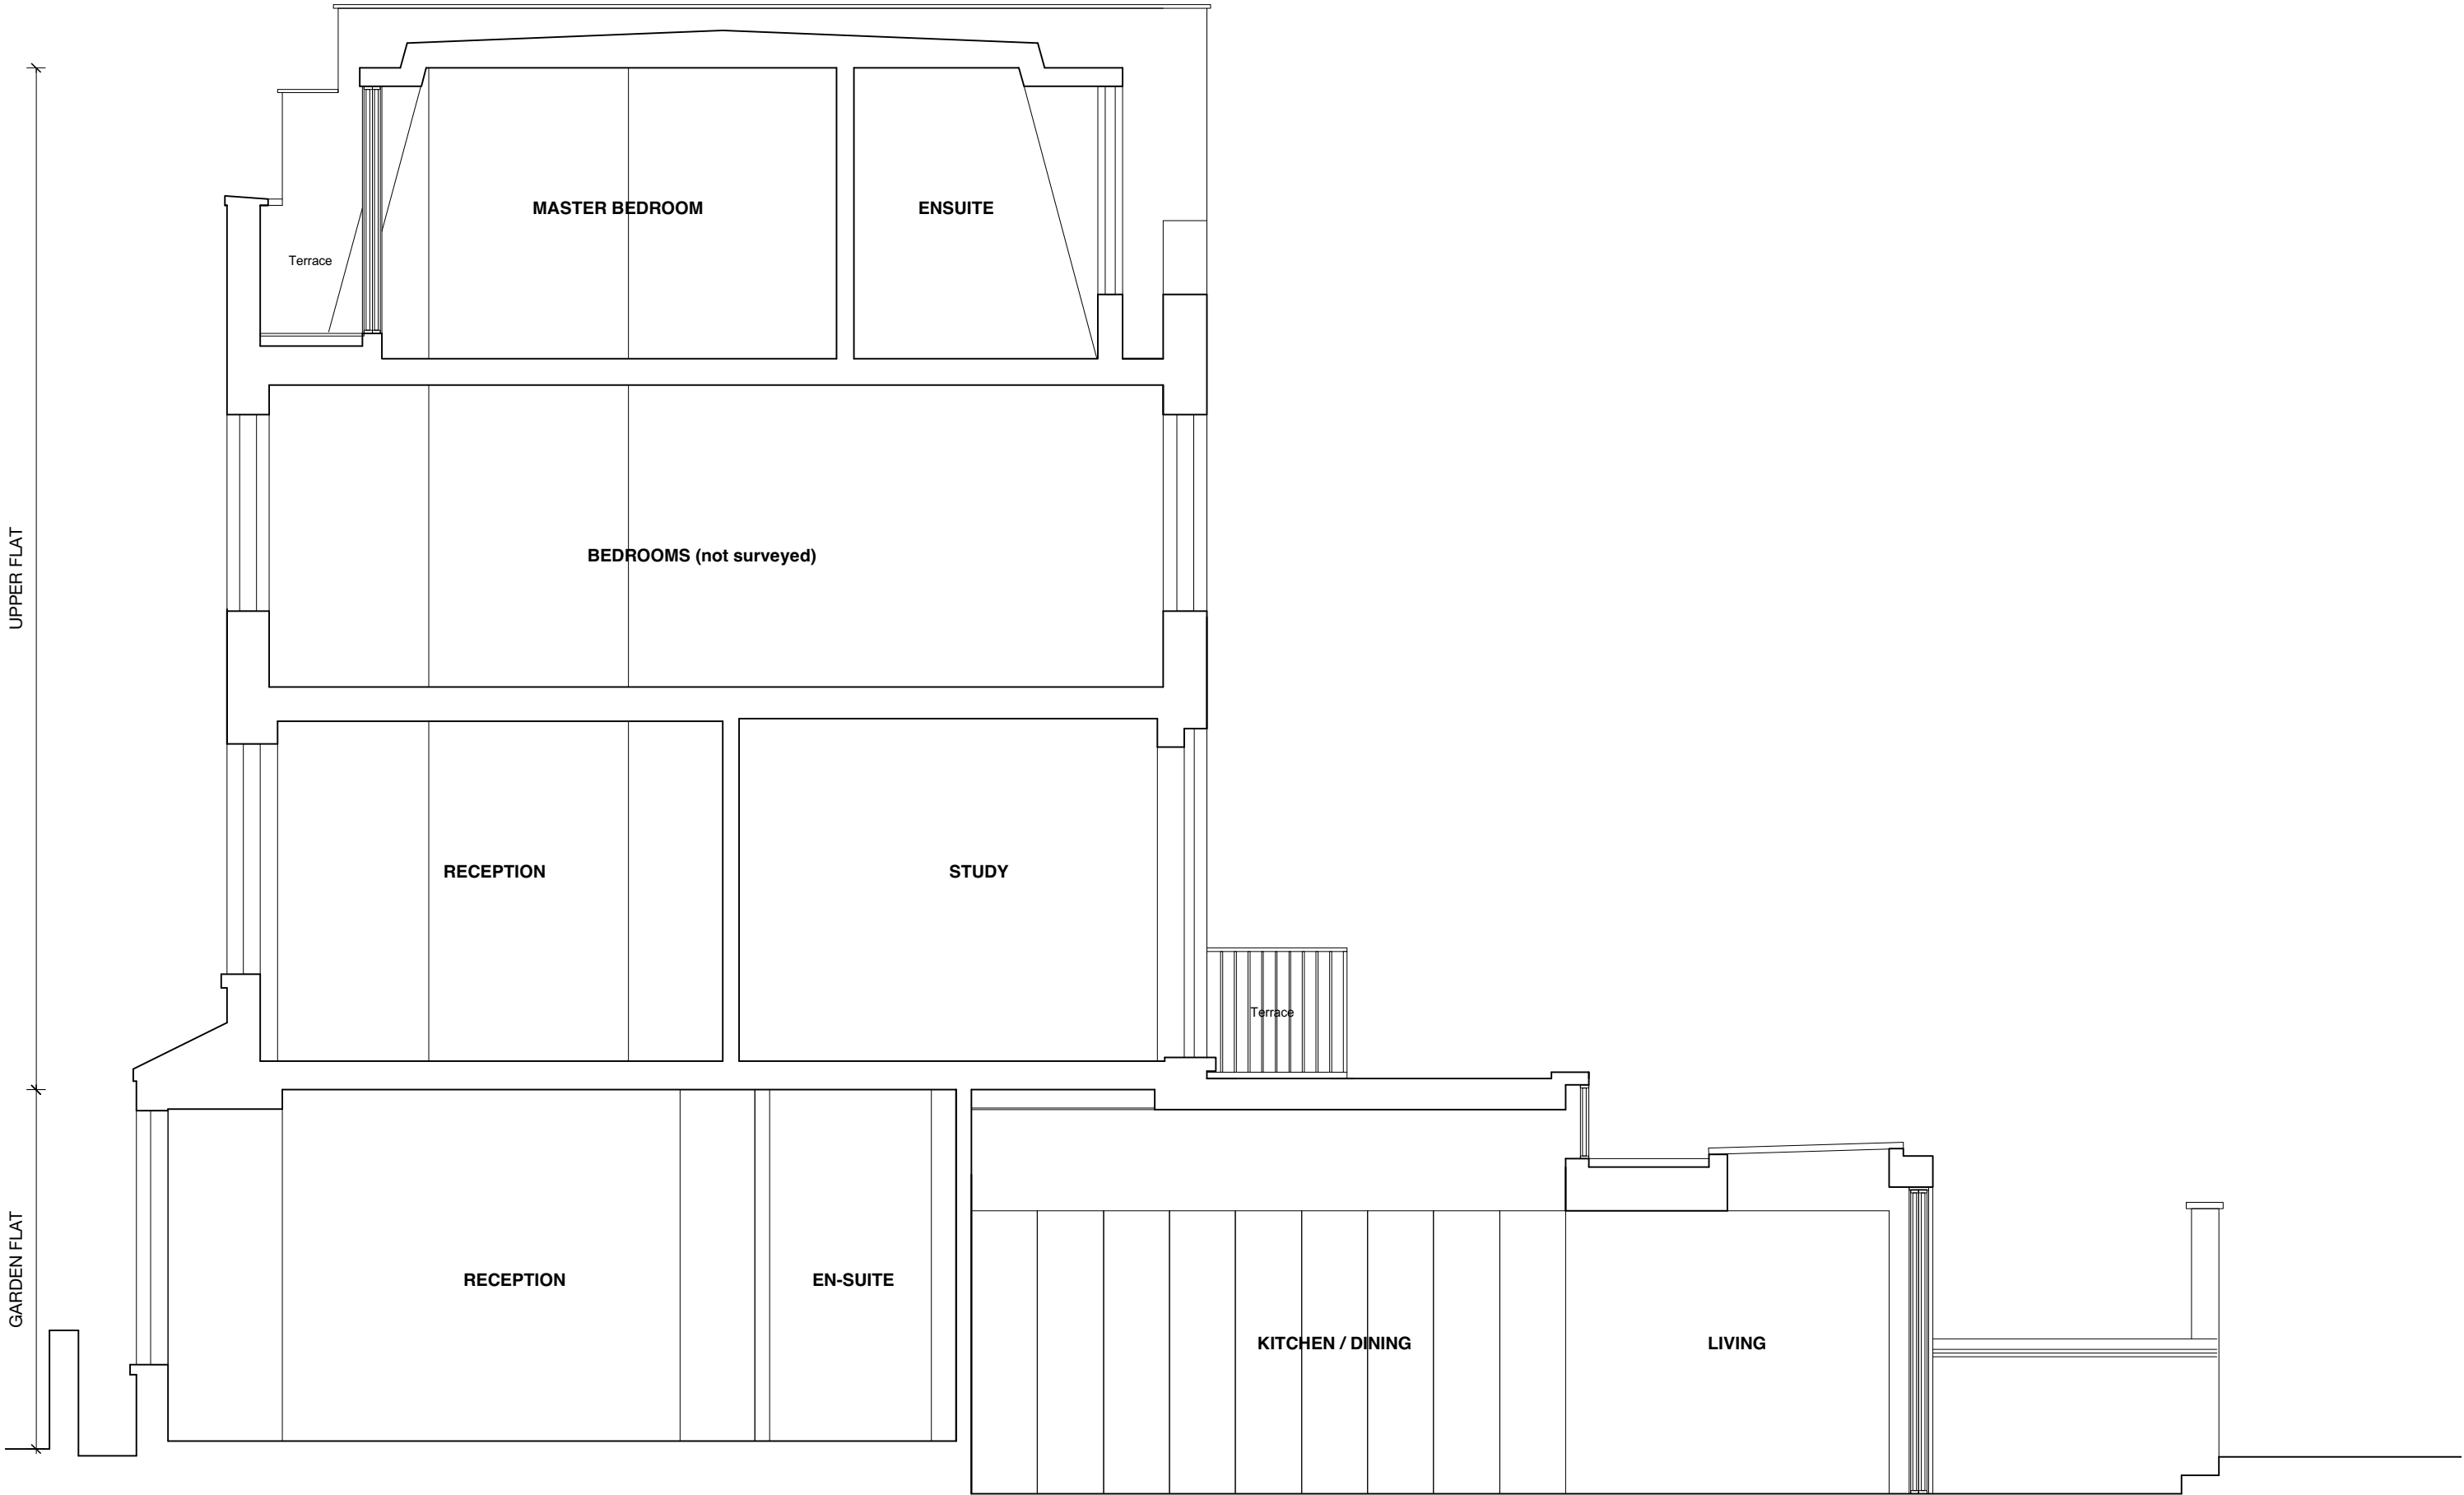 MASTER BEDROOM
ENSUITE
Terrace
UPPER FLAT
BEDROOMS (not surveyed)
RECEPTION
STUDY
Terrace
GARDEN FLAT
RECEPTION
EN-SUITE
KITCHEN / DINING
LIVING